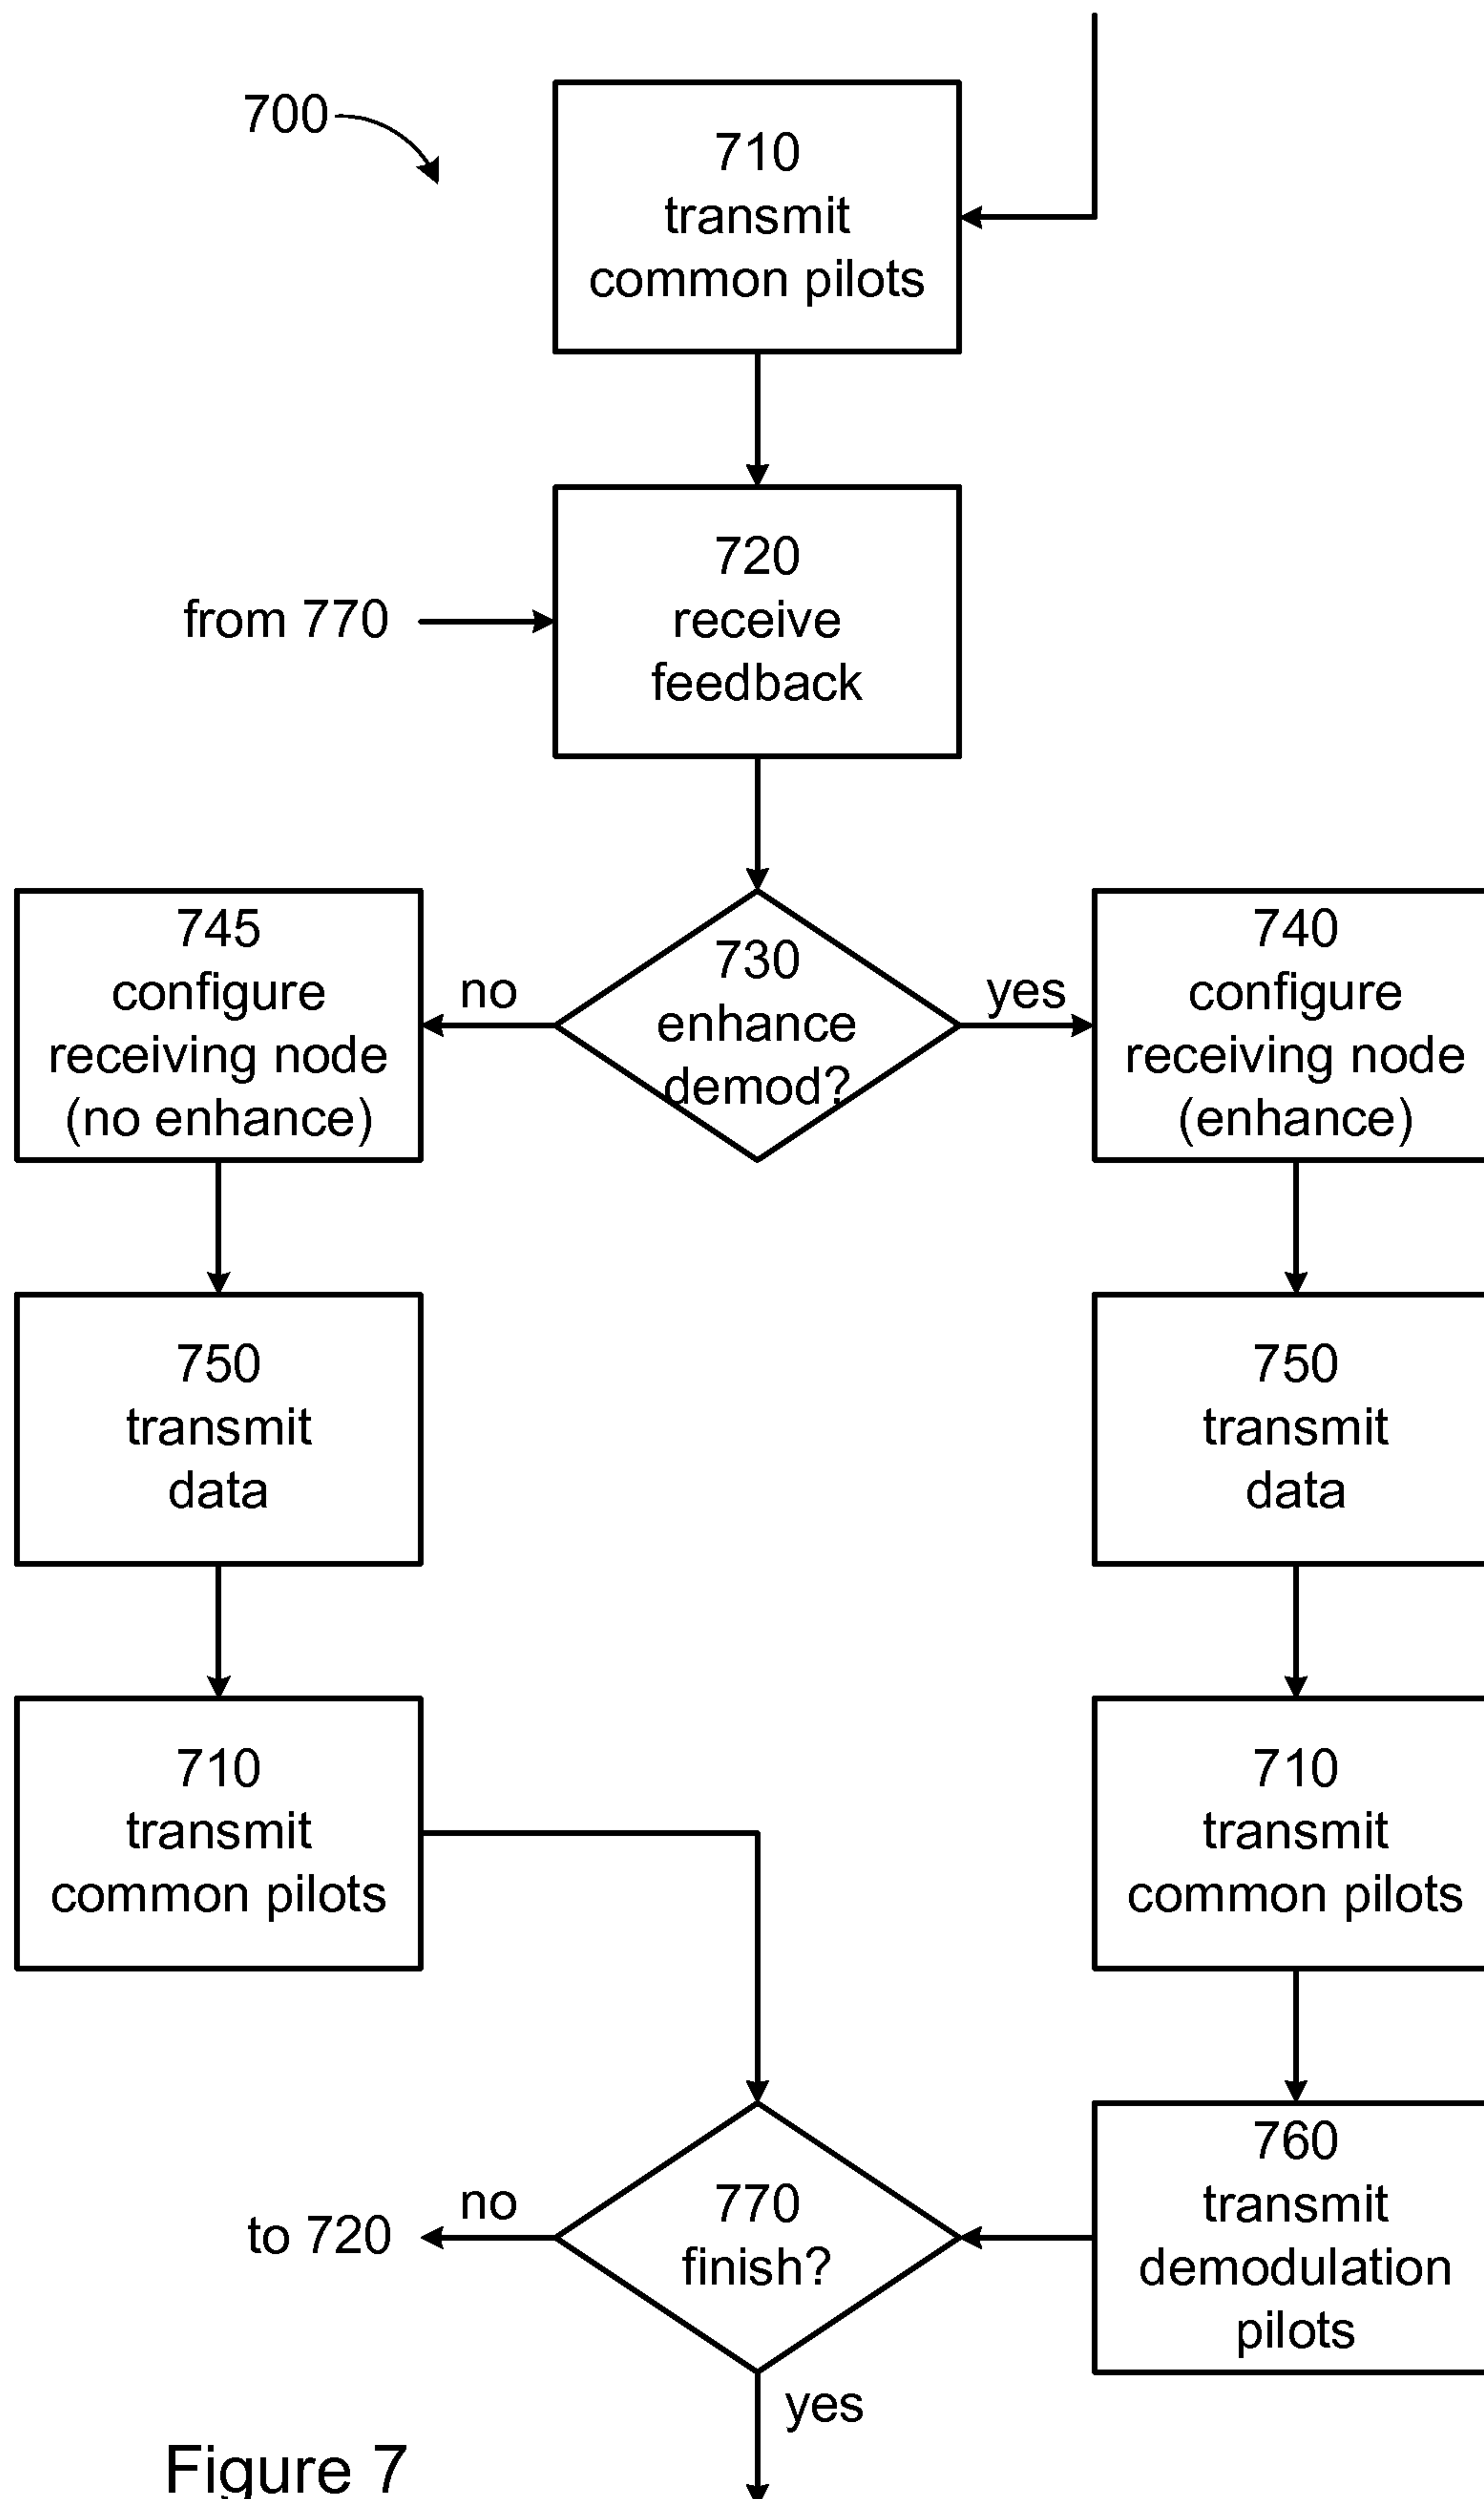 700
710
transmit
common pilots
from 770
720
receive
feedback
745
configure
receiving node
(no enhance)
no
730
enhance
demod?
yes
740
configure
receiving node
(enhance)
750
transmit
data
750
transmit
data
710
transmit
common pilots
710
transmit
common pilots
to 720
no
770
finish?
760
transmit
demodulation
pilots
yes
Figure 7